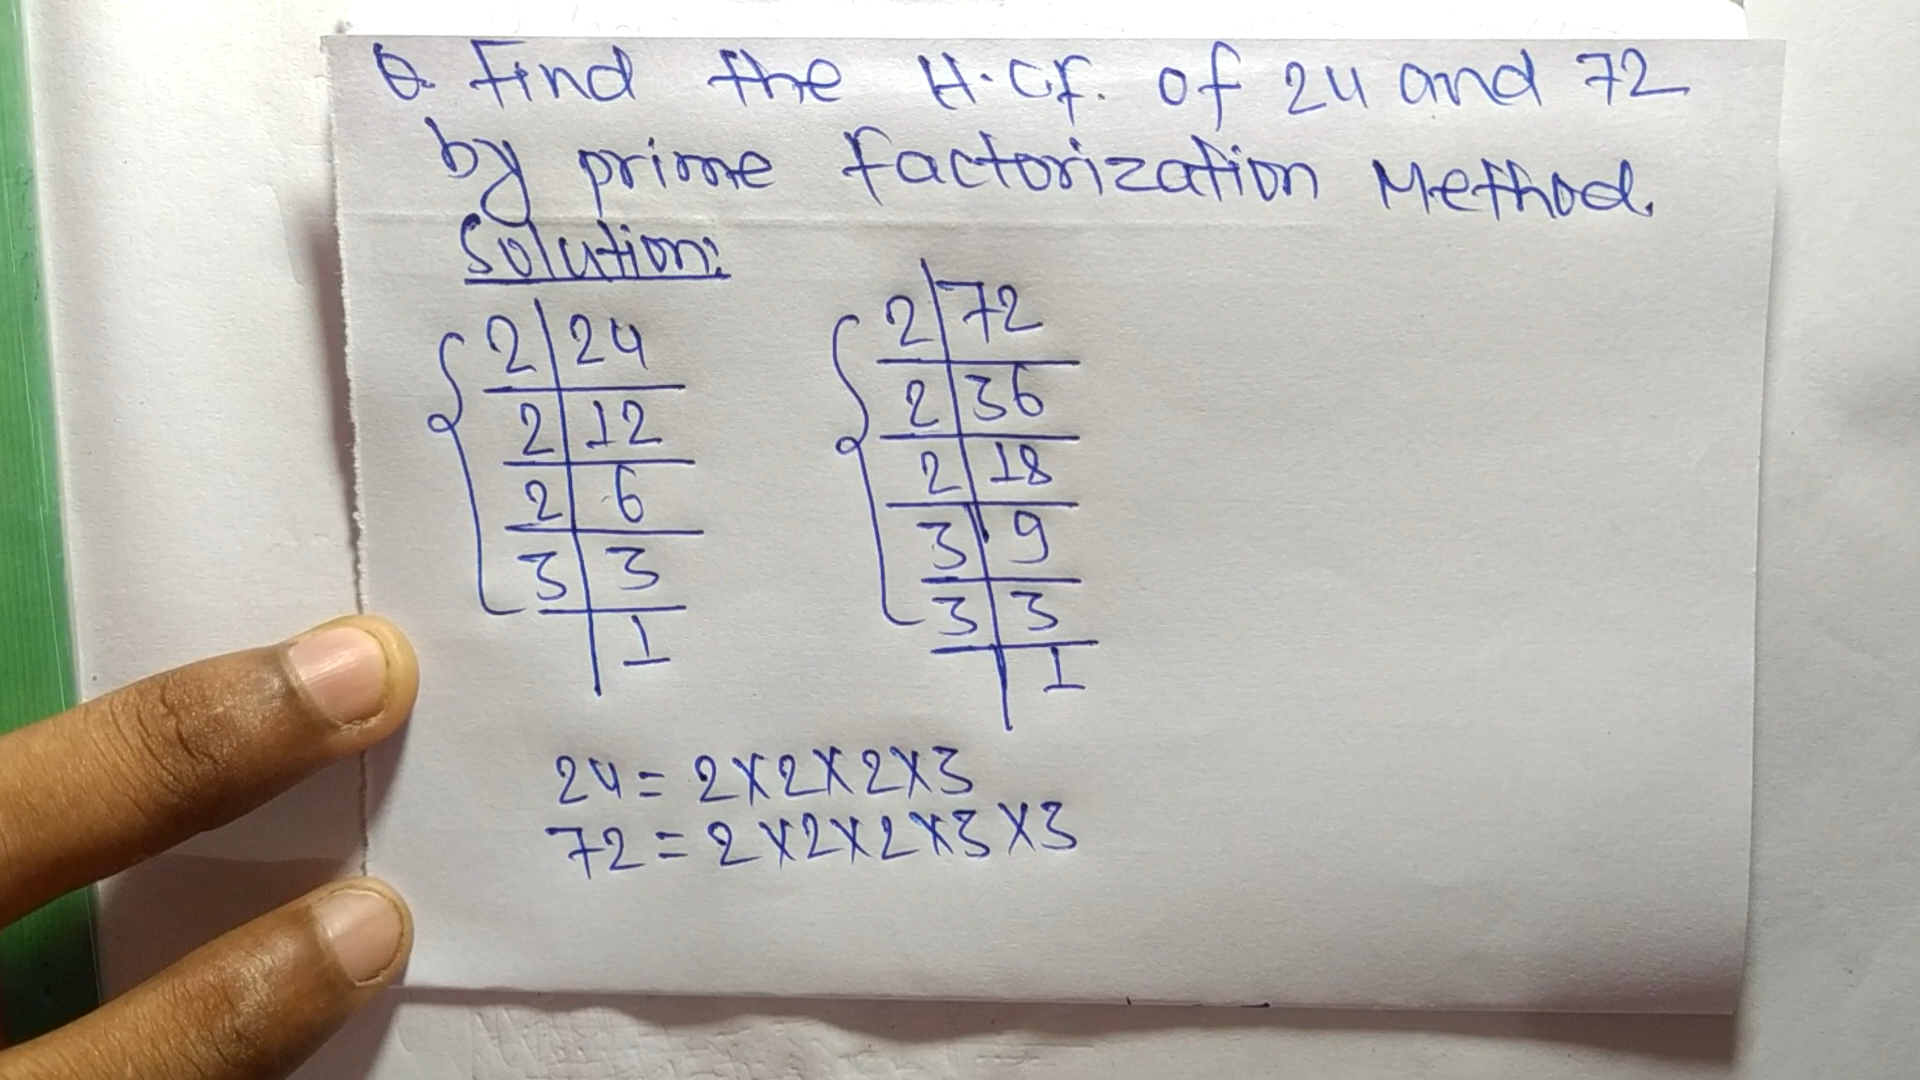 Q. Find the H.C.F. of 24 and 72
by prime factorization Method.
Solution:
2 | 24
2 | 12
2 | 6
3 | 3
| 1
2 | 72
2 | 36
2 | 18
3 | 9
3 | 3
| 1
24 = 2×2×2×3
72 = 2×2×2×3×3